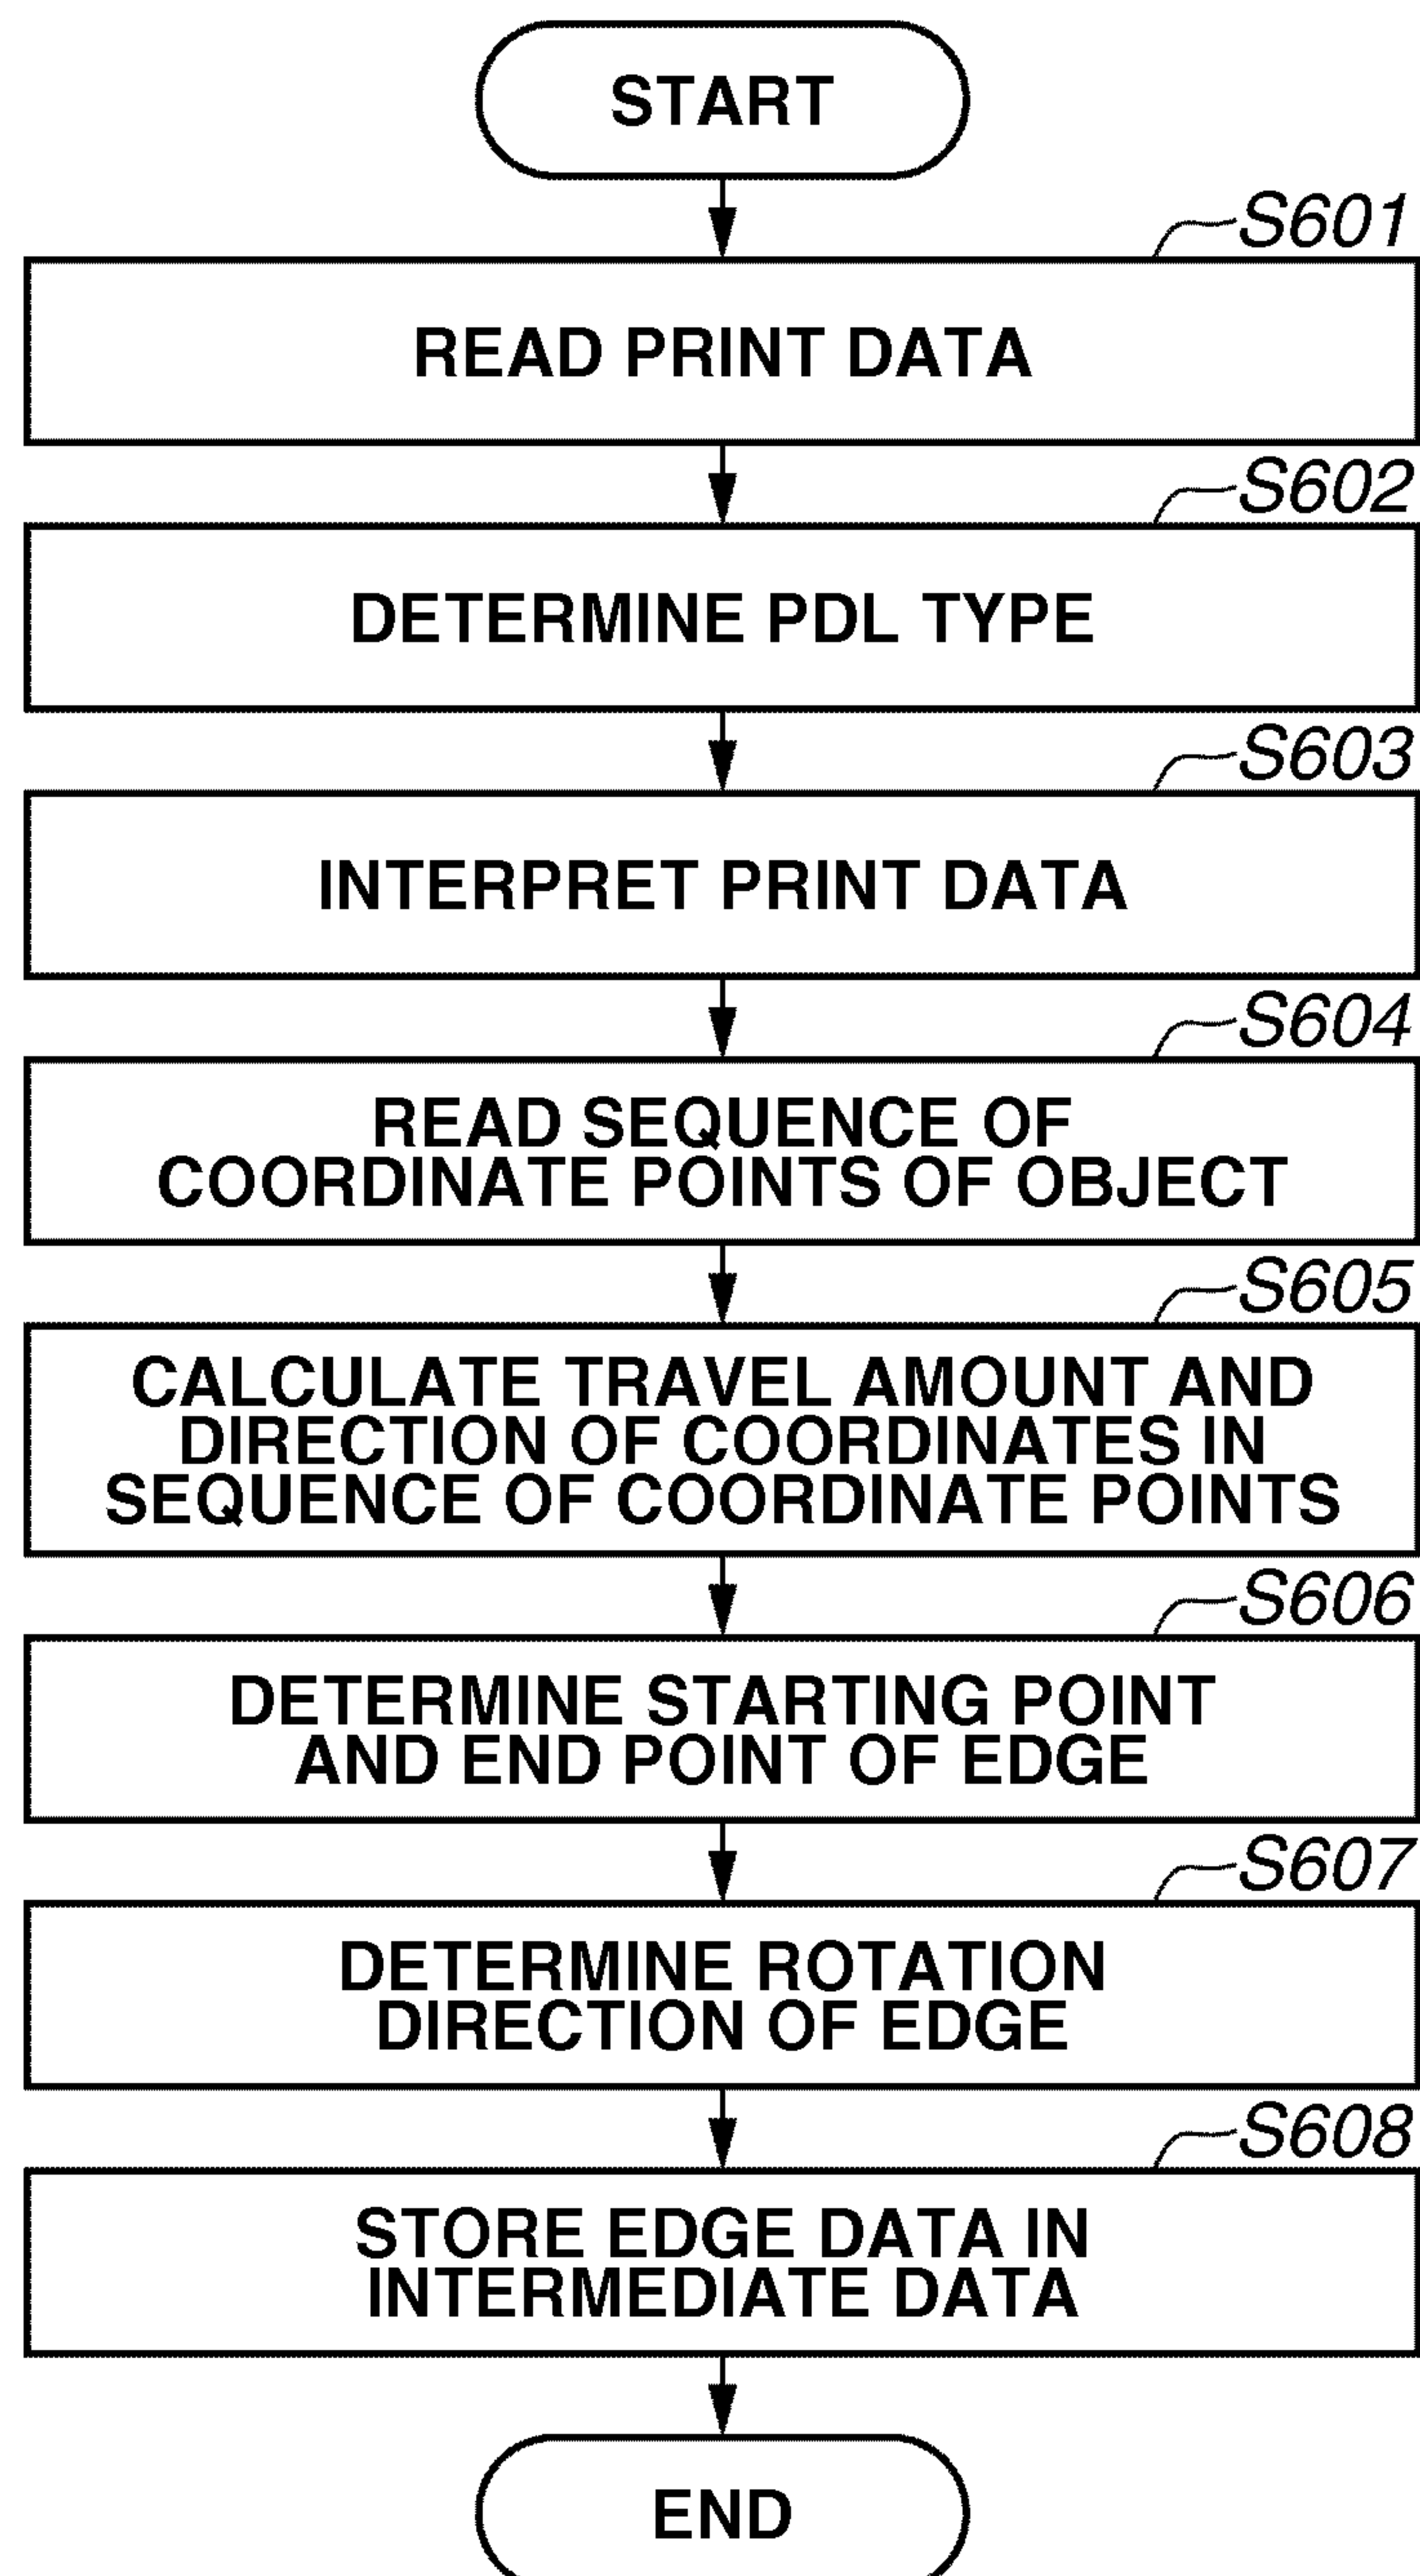 START
S601
READ PRINT DATA
S602
DETERMINE PDL TYPE
S603
INTERPRET PRINT DATA
S604
READ SEQUENCE OF
COORDINATE POINTS OF OBJECT
S605
CALCULATE TRAVEL AMOUNT AND
DIRECTION OF COORDINATES IN
SEQUENCE OF COORDINATE POINTS
S606
DETERMINE STARTING POINT
AND END POINT OF EDGE
S607
DETERMINE ROTATION
DIRECTION OF EDGE
S608
STORE EDGE DATA IN
INTERMEDIATE DATA
END